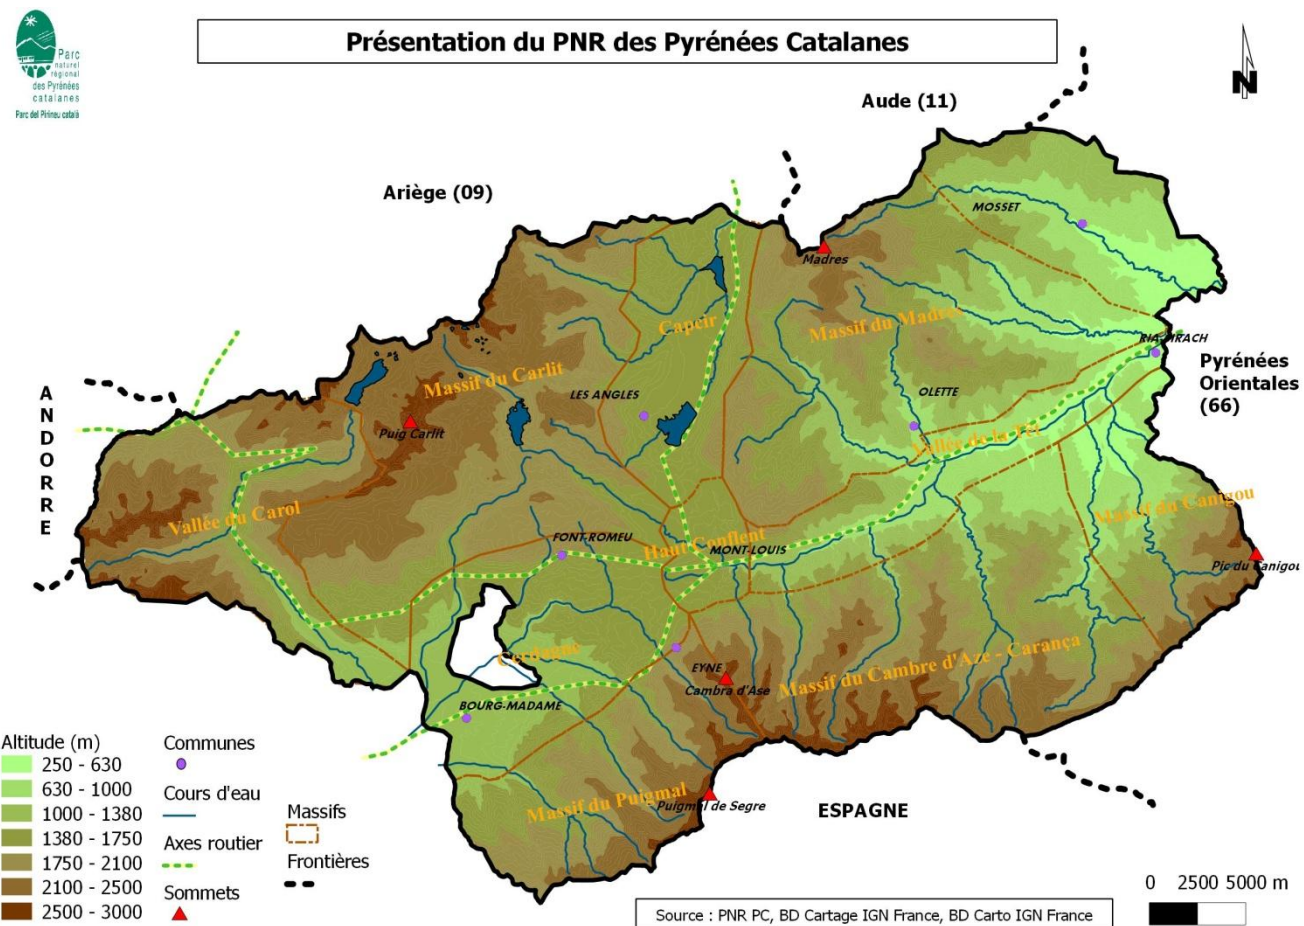 Présentation du PNR des Pyrénées Catalanes
Parc
naturel
régional
des Pyrénées
catalanes
Parc del Pirineu català
N
Aude (11)
Ariège (09)
MOSSET
Madres
Capcir
Massif du Madres
RIA-SIRACH
Pyrénées
Orientales
(66)
ANDORRE
Massif du Carlit
LES ANGLES
OLETTE
Puig Carlit
Vallée de la Têt
Vallée du Carol
Massif du Canigou
FONT-ROMEU
Haut Conflent
MONT-LOUIS
Pic du Canigou
Cerdagne
EYNE
Cambra d'Ase
Massif du Cambre d'Aze - Carança
BOURG-MADAME
Massif du Puigmal
Puigmal de Segre
ESPAGNE
Altitude (m)
250 - 630
630 - 1000
1000 - 1380
1380 - 1750
1750 - 2100
2100 - 2500
2500 - 3000
Communes
Cours d'eau
Axes routier
Sommets
Massifs
Frontières
0 2500 5000 m
Source : PNR PC, BD Cartage IGN France, BD Carto IGN France